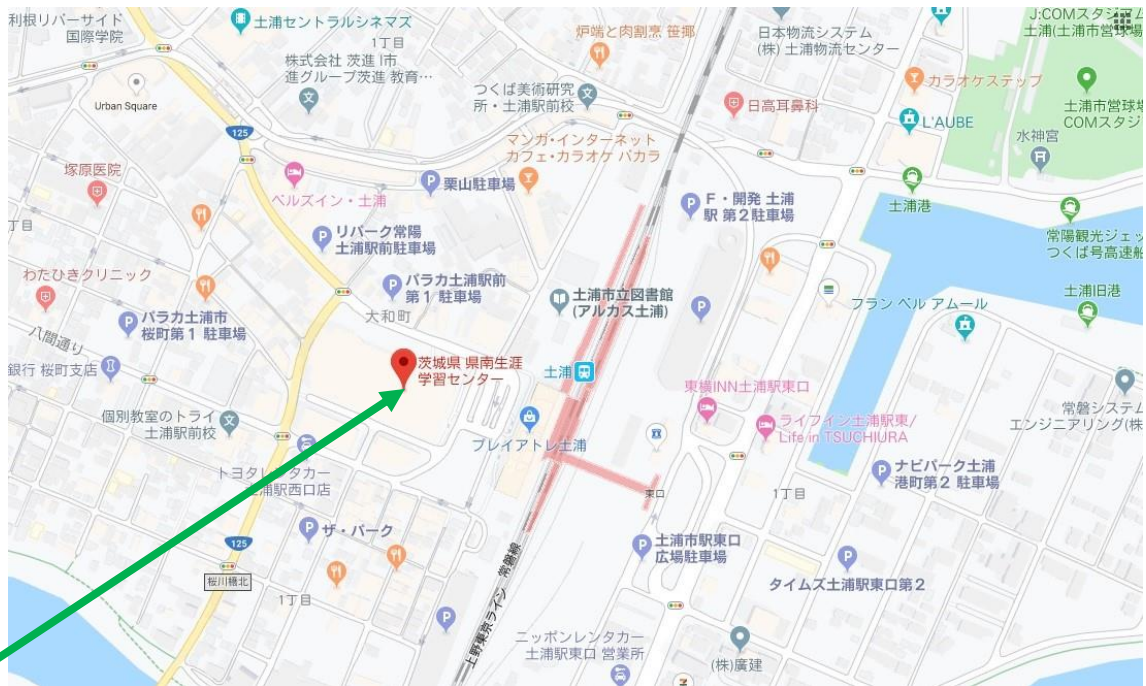 利根リバーサイド
国際学院
土浦セントラルシネマズ
1丁目
株式会社 茨進 I市
進グループ茨進 教育…
炉端と肉割烹 笹揶
日本物流システム
(株) 土浦物流センター
J:COMスタジアム
土浦(土浦市営球場
Urban Square
125
つくば美術研究
所・土浦駅前校
日高耳鼻科
カラオケステップ
L'AUBE
土浦市営球場
COMスタジ
水神宮
塚原医院
マンガ・インターネット
カフェ・カラオケ バカラ
ベルズイン・土浦
栗山駐車場
F・開発 土浦
駅 第2駐車場
土浦港
丁目
リパーク常陽
土浦駅前駐車場
常陽観光ジェッ
つくば号高速船
わたひきクリニック
パラカ土浦駅前
第1 駐車場
土浦市立図書館
(アルカス土浦)
フラン ベル アムール
土浦旧港
パラカ土浦市
桜町第1 駐車場
大和町
八間通り
銀行 桜町支店
茨城県 県南生涯
学習センター
土浦
東横INN土浦駅東口
常磐システム
エンジニアリング(株
個別教室のトライ
土浦駅前校
プレイアトレ土浦
ライフイン土浦駅東/
Life in TSUCHIURA
トヨタレンタカー
土浦駅西口店
東口
1丁目
ナビパーク土浦
港町第2 駐車場
ザ・パーク
125
土浦市駅東口
広場駐車場
タイムズ土浦駅東口第2
桜川橋北
1丁目
上野東京ライン 常磐線
ニッポンレンタカー
土浦駅東口 営業所
(株)廣建